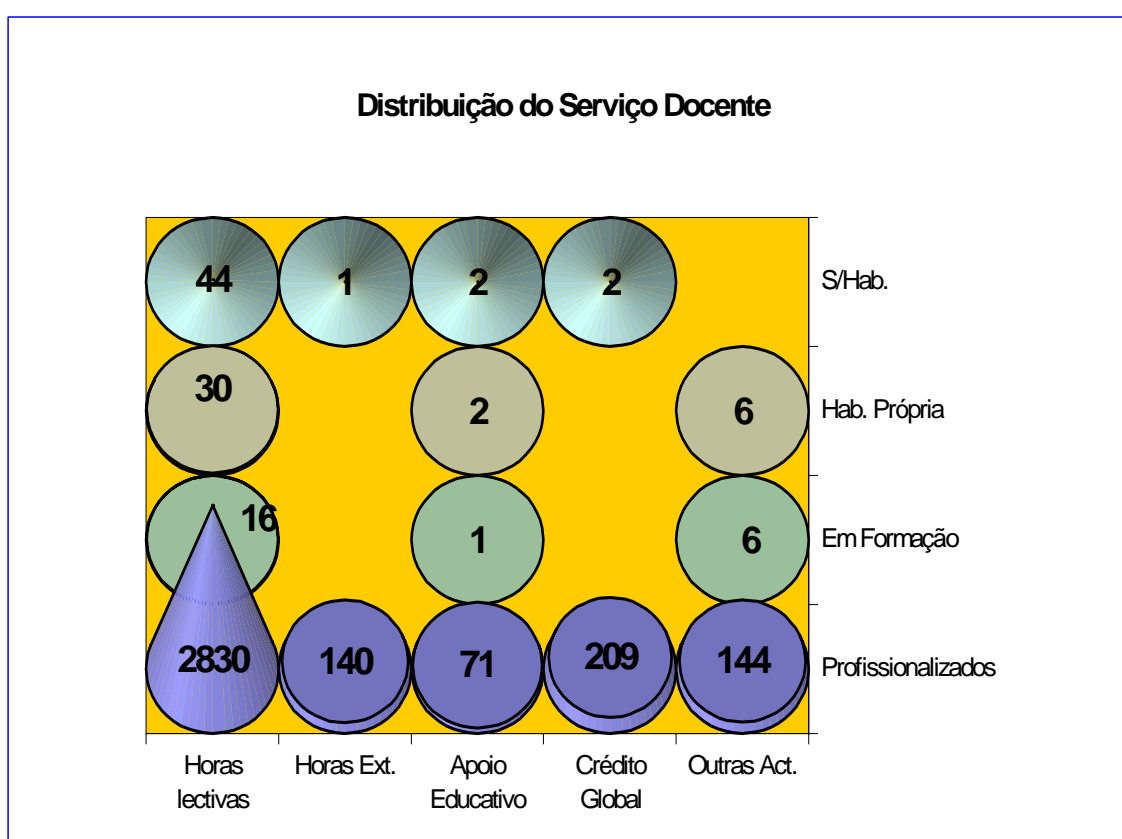 Distribuição do Serviço Docente
44 1 2 2 S/Hab.
30 2 6 Hab. Própria
16 1 6 Em Formação
2830 140 71 209 144 Profissionalizados
Horas Horas Ext. Apoio Crédito Outras Act.
lectivas Educativo Global